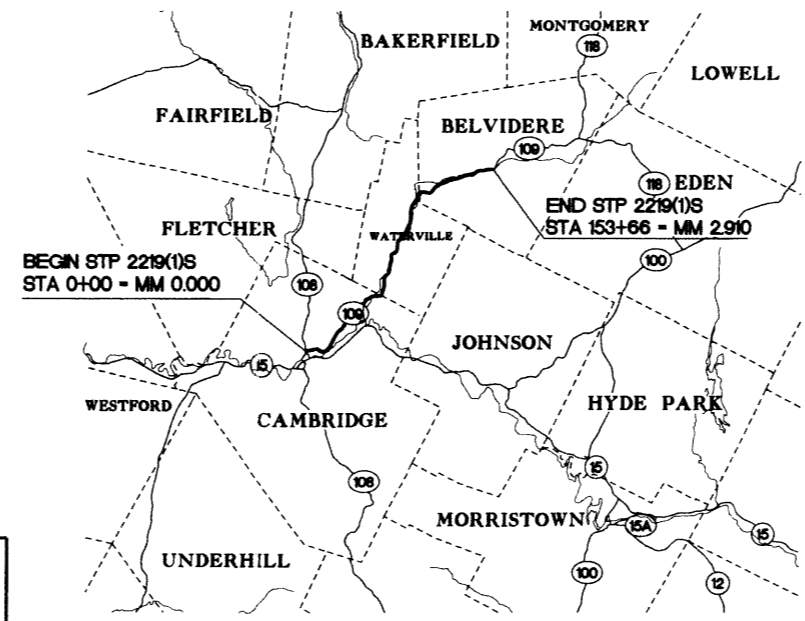 MONTGOMERY
BAKERFIELD
118
LOWELL
FAIRFIELD
BELVIDERE
109
118 EDEN
END STP 2219(1)S
STA 153+66 = MM 2.910
FLETCHER
WATERVILLE
BEGIN STP 2219(1)S
STA 0+00 = MM 0.000
108
100
109
JOHNSON
15
HYDE PARK
WESTFORD
CAMBRIDGE
15
108
MORRISTOWN
15A
15
UNDERHILL
100
12